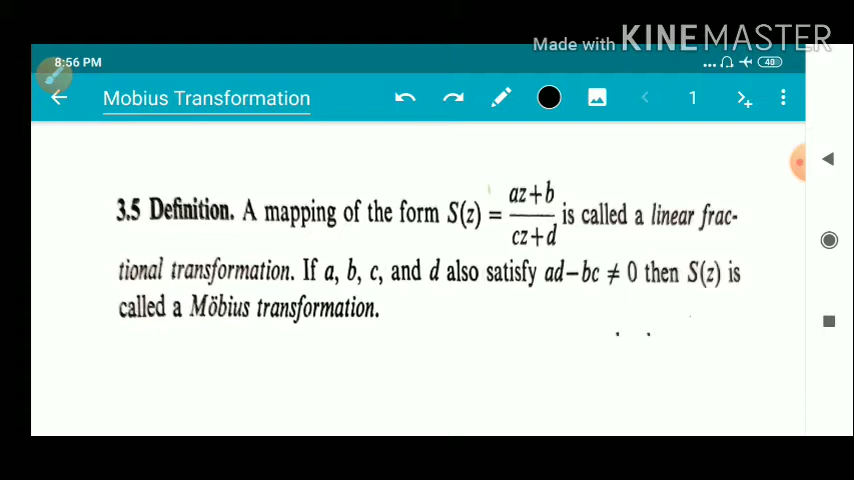 Made with KINEMASTER
8:56 PM
48
Mobius Transformation
1
3.5 Definition. A mapping of the form S(z) = az+b / cz+d is called a linear frac-
tional transformation. If a, b, c, and d also satisfy ad−bc ≠ 0 then S(z) is
called a Möbius transformation.